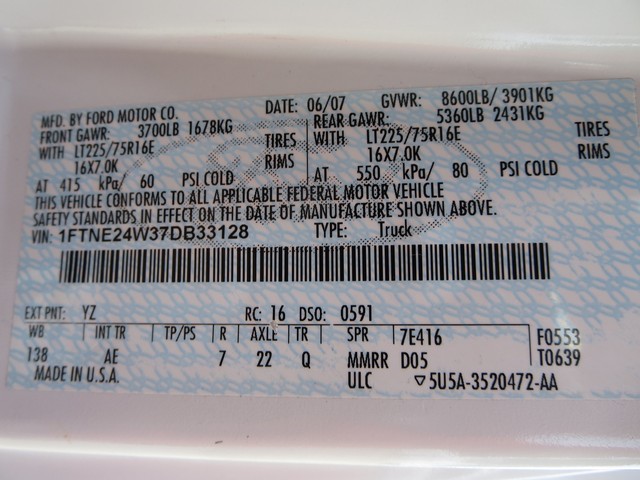 MFD. BY FORD MOTOR CO. DATE: 06/07 GVWR: 8600LB/ 3901KG
FRONT GAWR: 3700LB 1678KG REAR GAWR: 5360LB 2431KG
WITH LT225/75R16E TIRES WITH LT225/75R16E TIRES
16X7.0K RIMS 16X7.0K RIMS
AT 415 kPa/ 60 PSI COLD AT 550 kPa/ 80 PSI COLD
THIS VEHICLE CONFORMS TO ALL APPLICABLE FEDERAL MOTOR VEHICLE
SAFETY STANDARDS IN EFFECT ON THE DATE OF MANUFACTURE SHOWN ABOVE.
VIN: 1FTNE24W37DB33128 TYPE: Truck
EXT PNT: YZ RC: 16 DSO: 0591
WB INT TR TP/PS R AXLE TR SPR 7E416 F0553
138 AE 7 22 Q MMRR D05 T0639
MADE IN U.S.A. ULC ▽5U5A-3520472-AA